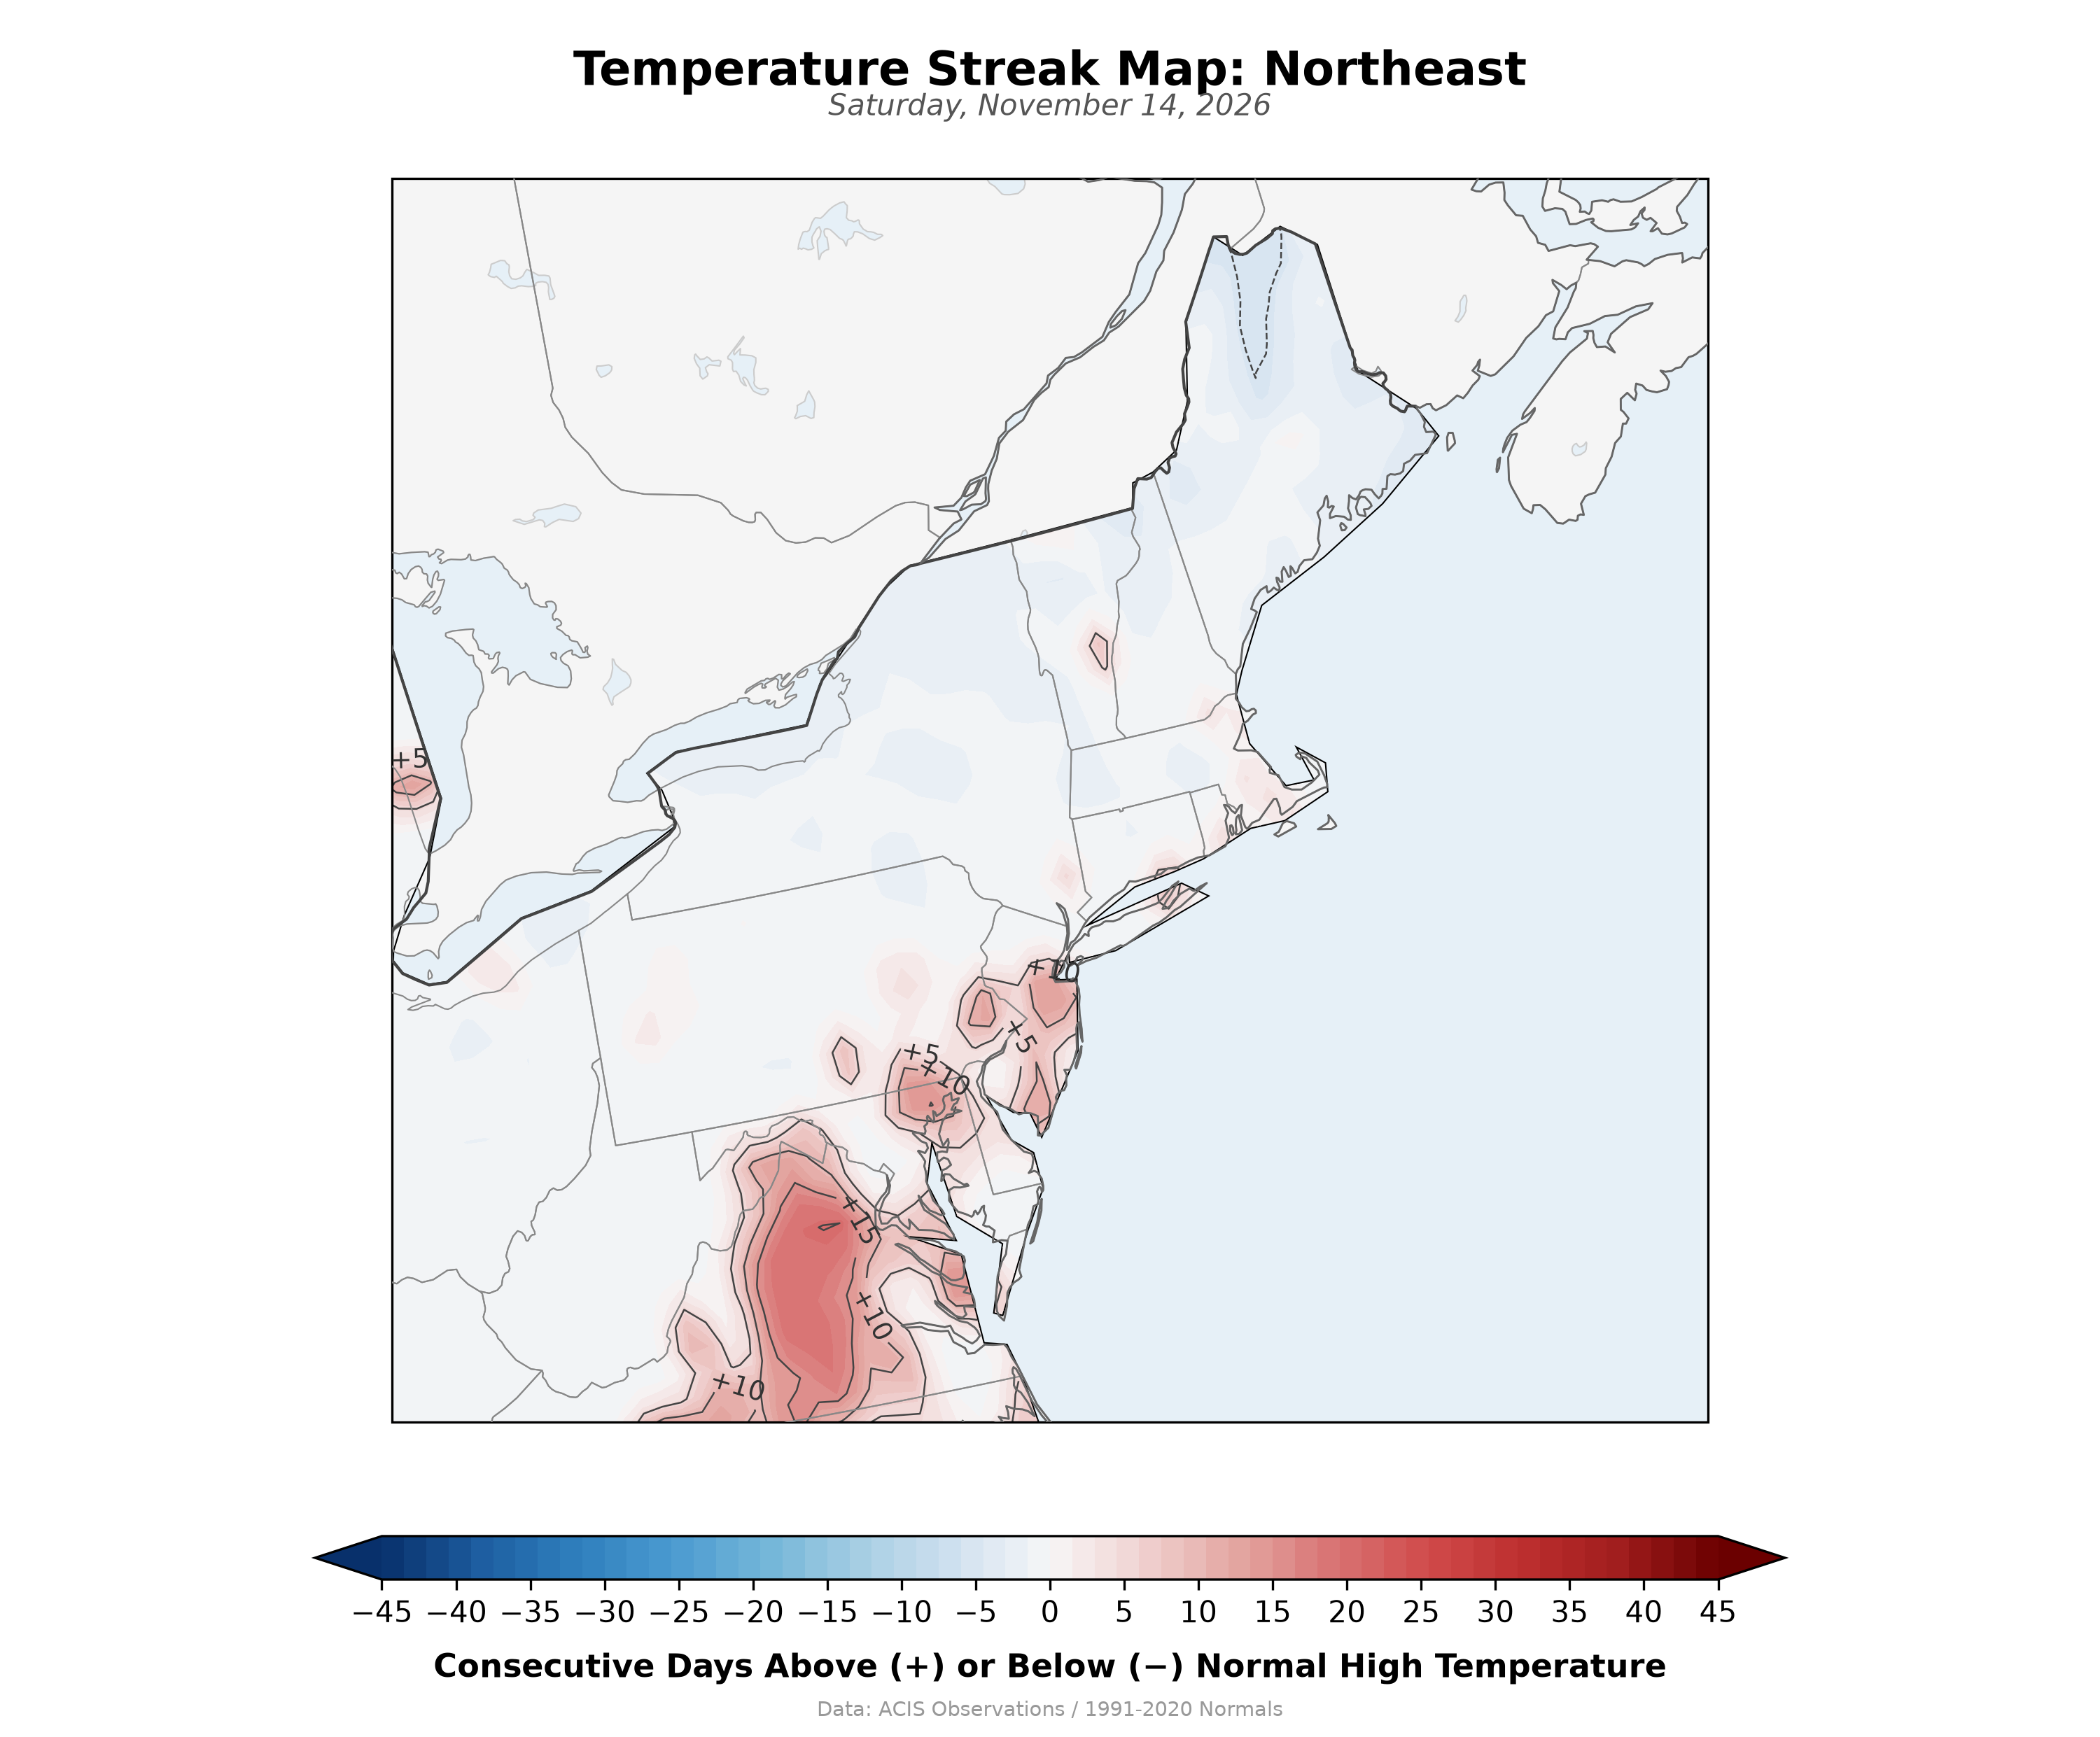 Temperature Streak Map: Northeast
Saturday, November 14, 2026
+5
+10
+5
+5
+10
+15
+10
+10
−45 −40 −35 −30 −25 −20 −15 −10 −5 0 5 10 15 20 25 30 35 40 45
Consecutive Days Above (+) or Below (−) Normal High Temperature
Data: ACIS Observations / 1991-2020 Normals